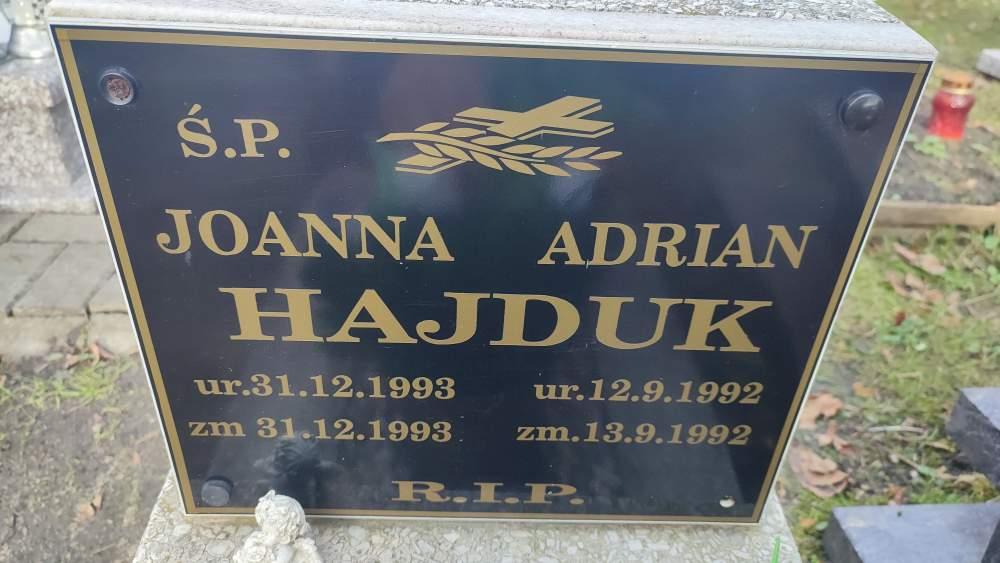 Ś.P.
JOANNA ADRIAN
HAJDUK
ur.31.12.1993 ur.12.9.1992
zm 31.12.1993 zm.13.9.1992
R.I.P.